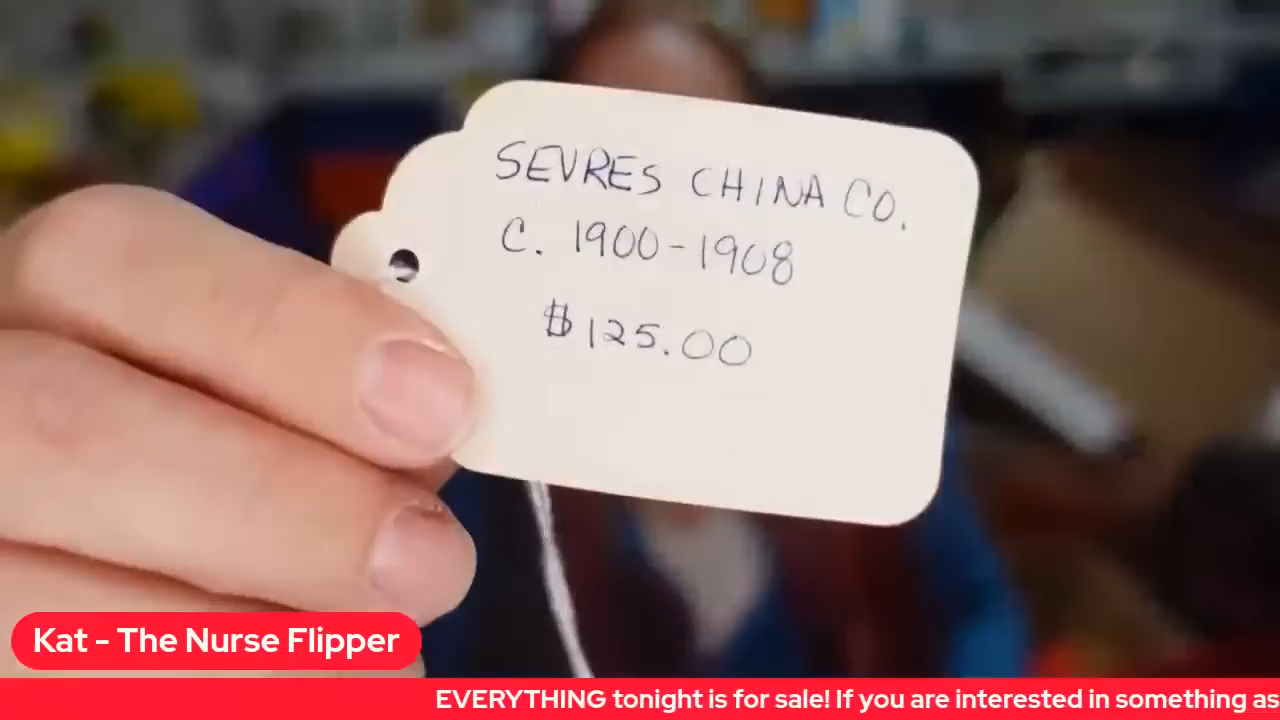 SEVRES CHINA CO.
C. 1900-1908
$125.00
Kat - The Nurse Flipper
EVERYTHING tonight is for sale! If you are interested in something as